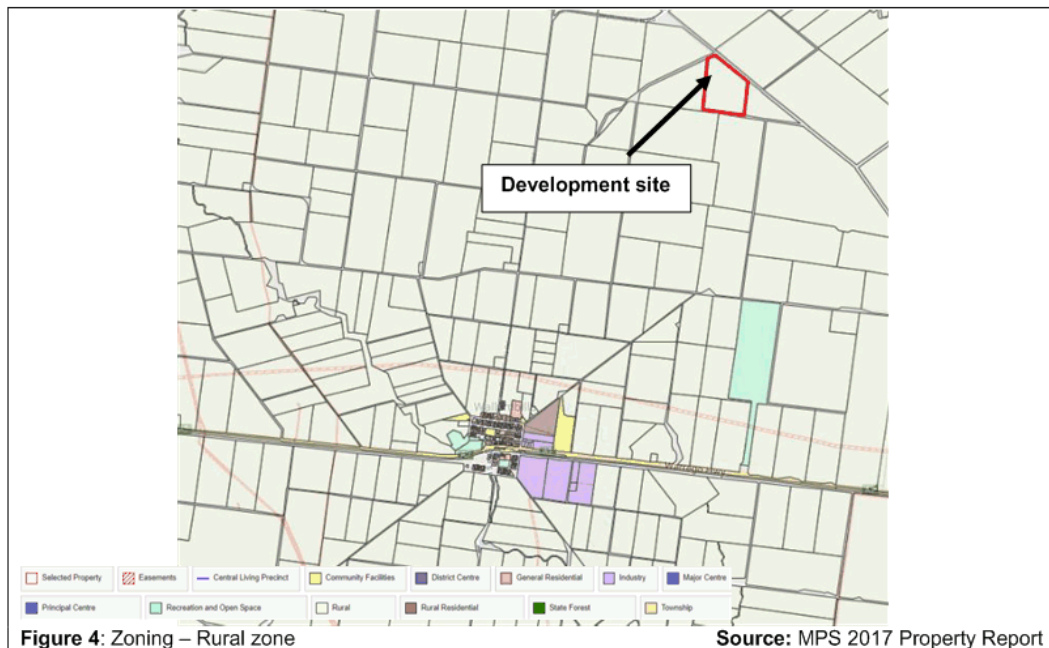 Development site
Warrego Hwy
Selected Property Easements Central Living Precinct Community Facilities District Centre General Residential Industry Major Centre
Principal Centre Recreation and Open Space Rural Rural Residential State Forest Township
Figure 4: Zoning – Rural zone Source: MPS 2017 Property Report